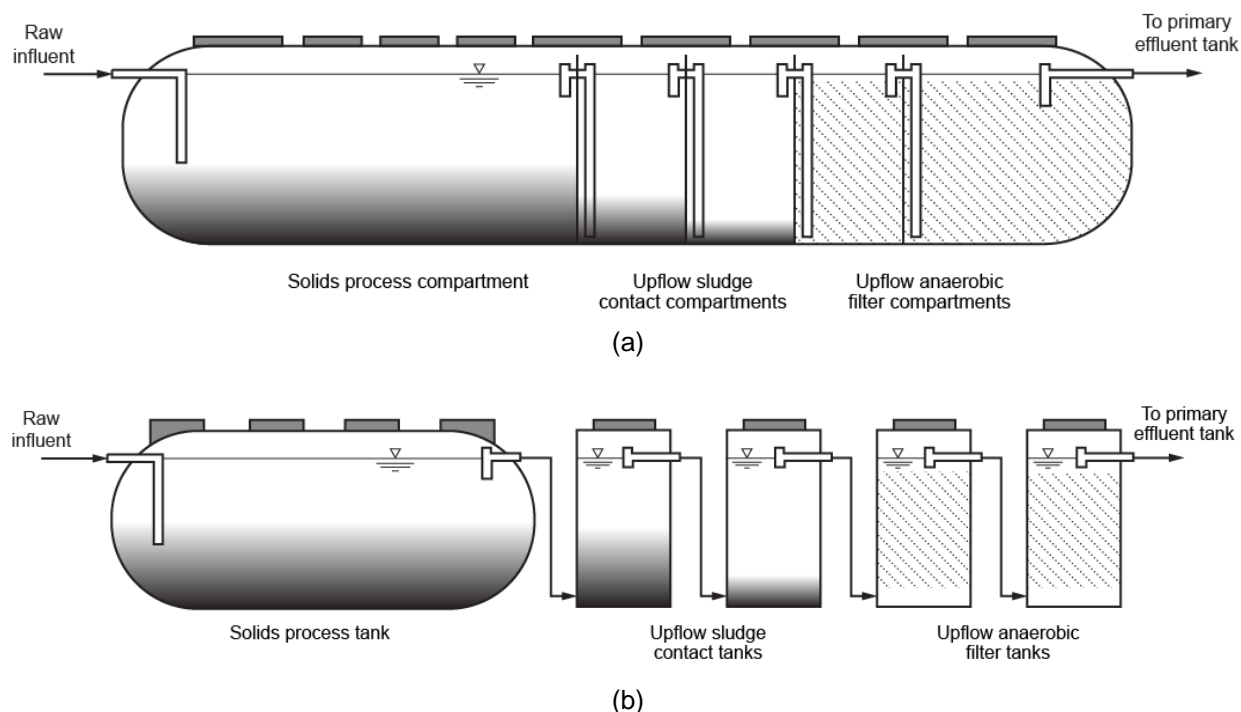 Raw
influent
To primary
effluent tank
Solids process compartment
Upflow sludge
contact compartments
Upflow anaerobic
filter compartments
(a)
Raw
influent
To primary
effluent tank
Solids process tank
Upflow sludge
contact tanks
Upflow anaerobic
filter tanks
(b)